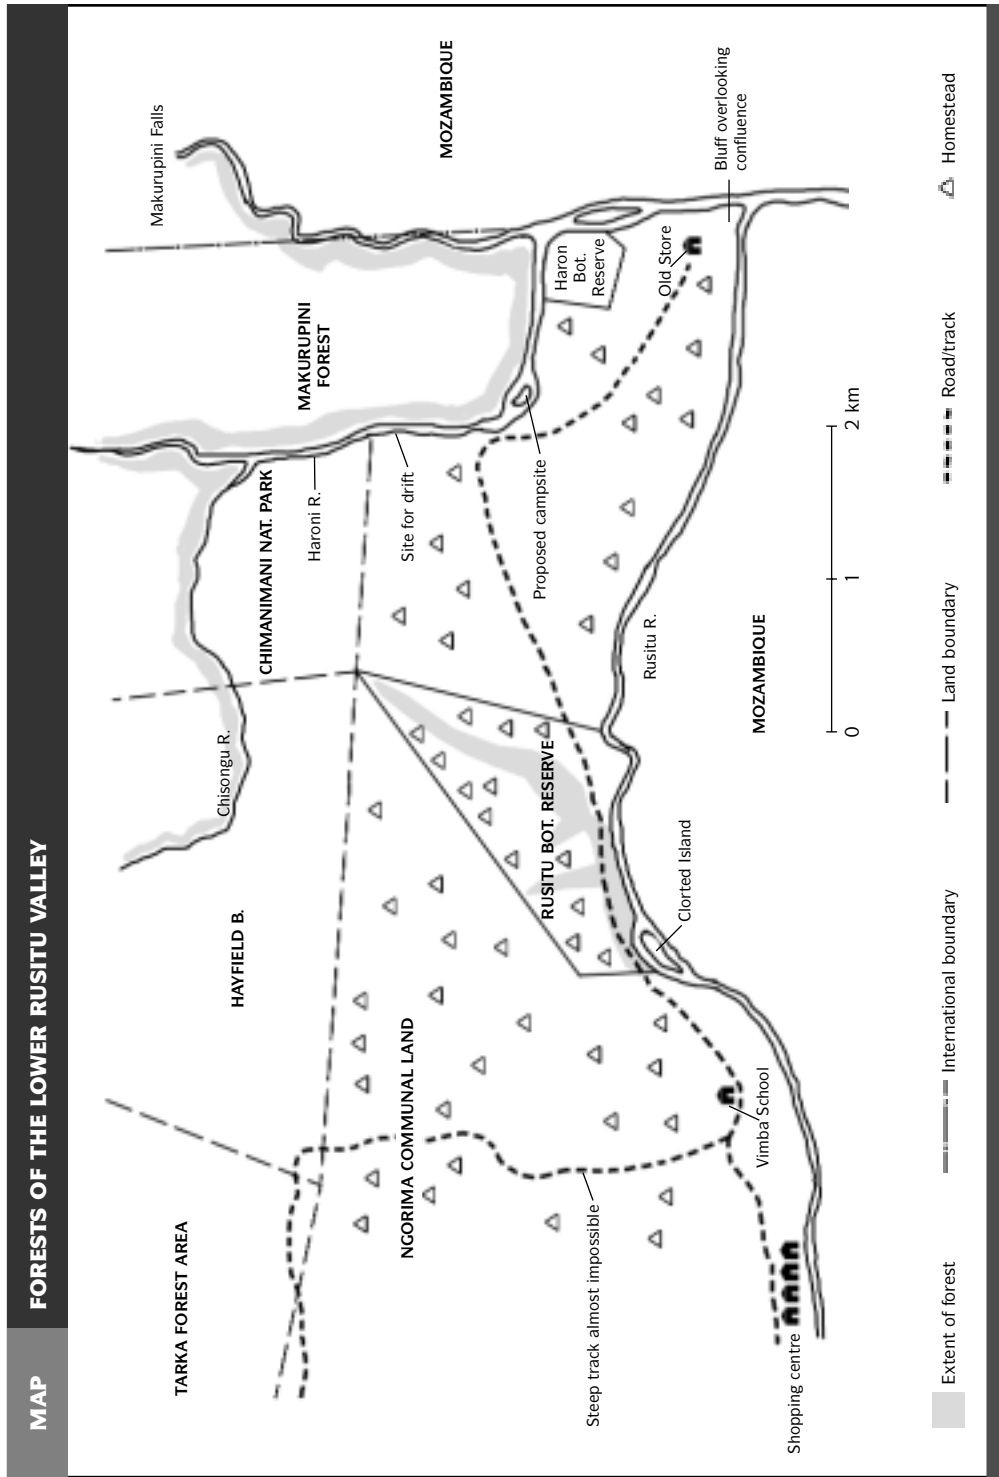 MAP
FORESTS OF THE LOWER RUSITU VALLEY
TARKA FOREST AREA
HAYFIELD B.
Chisongu R.
CHIMANIMANI NAT. PARK
Haroni R.
MAKURUPINI
FOREST
Makurupini Falls
MOZAMBIQUE
NGORIMA COMMUNAL LAND
Site for drift
Proposed campsite
Haron
Bot.
Reserve
Old Store
Bluff overlooking
confluence
RUSITU BOT. RESERVE
Rusitu R.
Clorted Island
Steep track almost impossible
Vimba School
Shopping centre
MOZAMBIQUE
0
1
2 km
Extent of forest
International boundary
Land boundary
Road/track
Homestead